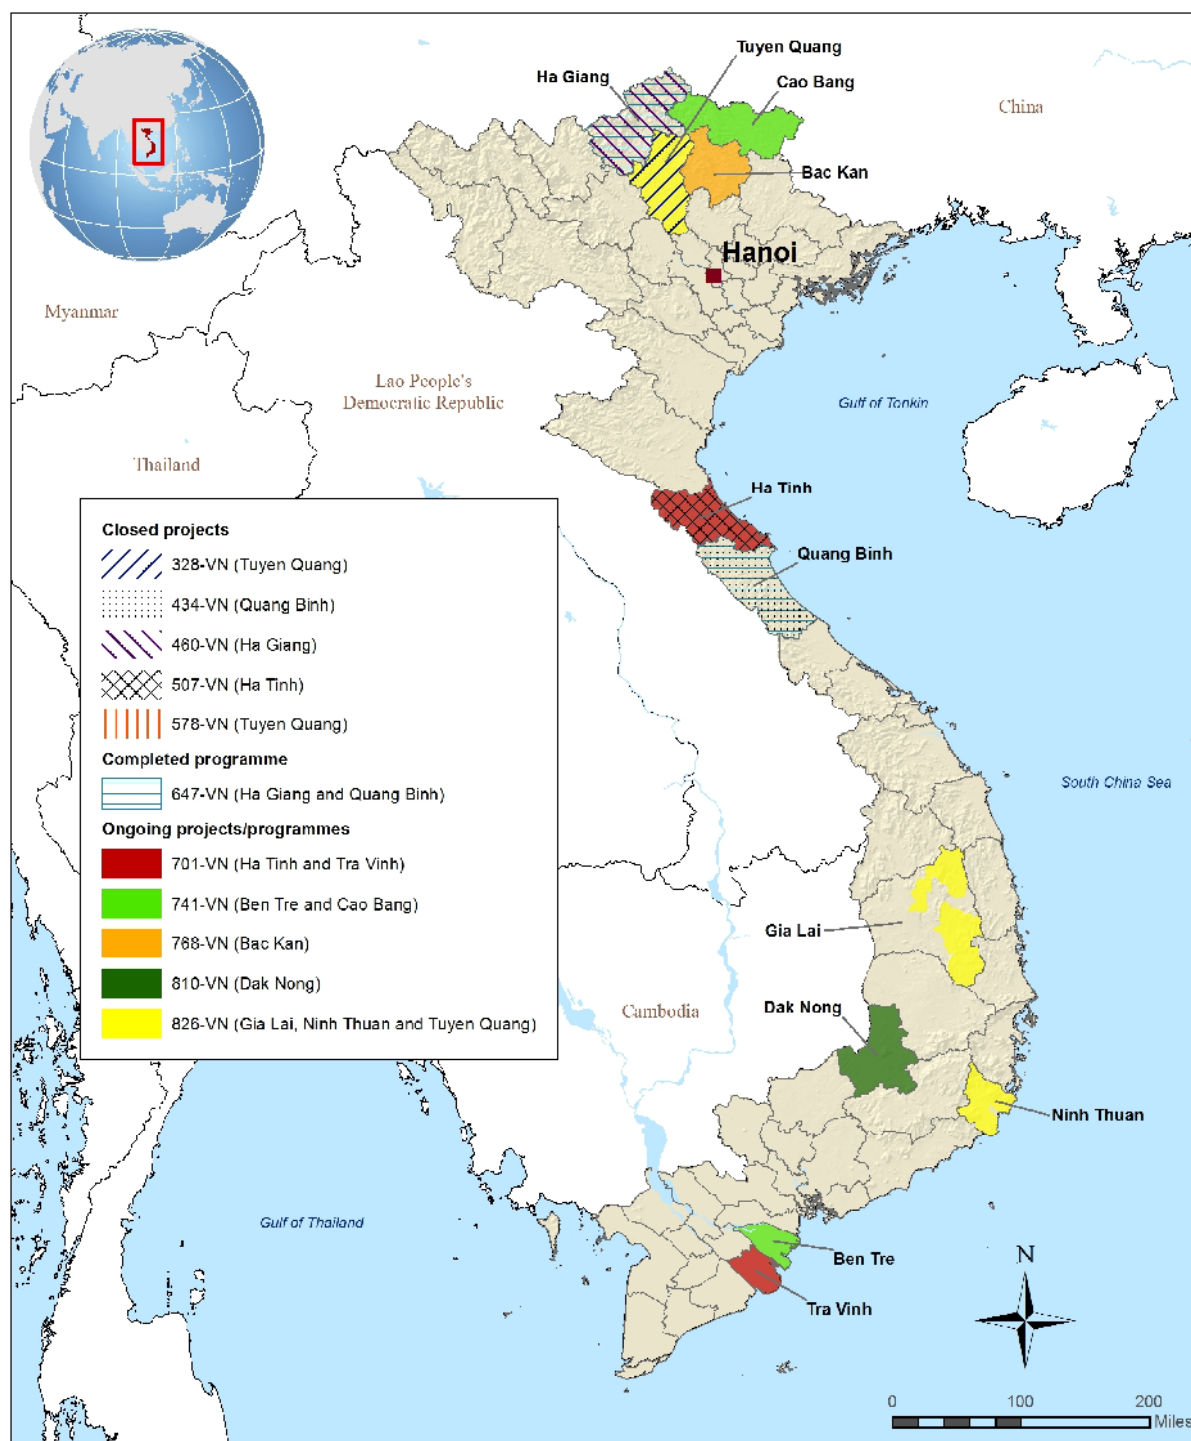 Tuyen Quang
Ha Giang
Cao Bang
China
Bac Kan
Hanoi
Myanmar
Lao People's
Democratic Republic
Gulf of Tonkin
Thailand
Ha Tinh
Quang Binh
Closed projects
328-VN (Tuyen Quang)
434-VN (Quang Binh)
460-VN (Ha Giang)
507-VN (Ha Tinh)
578-VN (Tuyen Quang)
Completed programme
647-VN (Ha Giang and Quang Binh)
Ongoing projects/programmes
701-VN (Ha Tinh and Tra Vinh)
741-VN (Ben Tre and Cao Bang)
768-VN (Bac Kan)
810-VN (Dak Nong)
826-VN (Gia Lai, Ninh Thuan and Tuyen Quang)
South China Sea
Gia Lai
Dak Nong
Cambodia
Ninh Thuan
Gulf of Thailand
Ben Tre
Tra Vinh
N
0 100 200
Miles